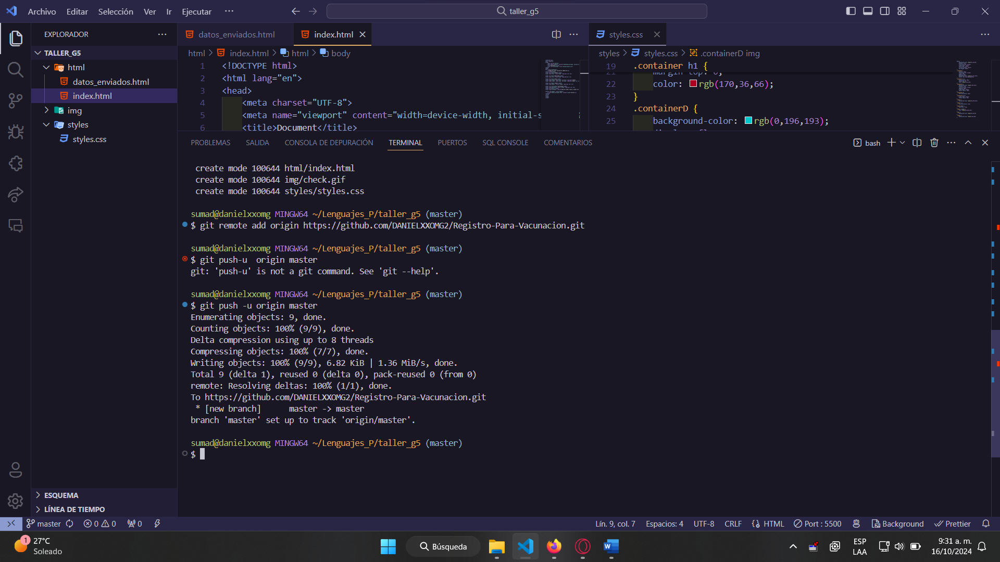 Archivo Editar Selección Ver Ir Ejecutar ···
taller_g5
EXPLORADOR
TALLER_G5
html
datos_enviados.html
index.html
img
styles
styles.css
ESQUEMA
LÍNEA DE TIEMPO
datos_enviados.html
index.html
html > index.html > html > body
1 <!DOCTYPE html>
2 <html lang="en">
3 <head>
4 <meta charset="UTF-8">
5 <meta name="viewport" content="width=device-width, initial-s
6 <title>Document</title>
styles.css
styles > styles.css > .containerD img
19 .container h1 {
22 color: rgb(170,36,66);
23 }
24 .containerD {
25 background-color: rgb(0,196,193);
PROBLEMAS SALIDA CONSOLA DE DEPURACIÓN TERMINAL PUERTOS SQL CONSOLE COMENTARIOS
bash
create mode 100644 html/index.html
create mode 100644 img/check.gif
create mode 100644 styles/styles.css
sumad@danielxxomg MINGW64 ~/Lenguajes_P/taller_g5 (master)
$ git remote add origin https://github.com/DANIELXXOMG2/Registro-Para-Vacunacion.git
sumad@danielxxomg MINGW64 ~/Lenguajes_P/taller_g5 (master)
$ git push-u  origin master
git: 'push-u' is not a git command. See 'git --help'.
sumad@danielxxomg MINGW64 ~/Lenguajes_P/taller_g5 (master)
$ git push -u origin master
Enumerating objects: 9, done.
Counting objects: 100% (9/9), done.
Delta compression using up to 8 threads
Compressing objects: 100% (7/7), done.
Writing objects: 100% (9/9), 6.82 KiB | 1.36 MiB/s, done.
Total 9 (delta 1), reused 0 (delta 0), pack-reused 0 (from 0)
remote: Resolving deltas: 100% (1/1), done.
To https://github.com/DANIELXXOMG2/Registro-Para-Vacunacion.git
* [new branch]      master -> master
branch 'master' set up to track 'origin/master'.
sumad@danielxxomg MINGW64 ~/Lenguajes_P/taller_g5 (master)
$
master 0 0 0 Lín. 9, col. 7 Espacios: 4 UTF-8 CRLF HTML Port : 5500 Background Prettier
1 27°C
Soleado
Búsqueda
ESP
LAA
9:31 a. m.
16/10/2024